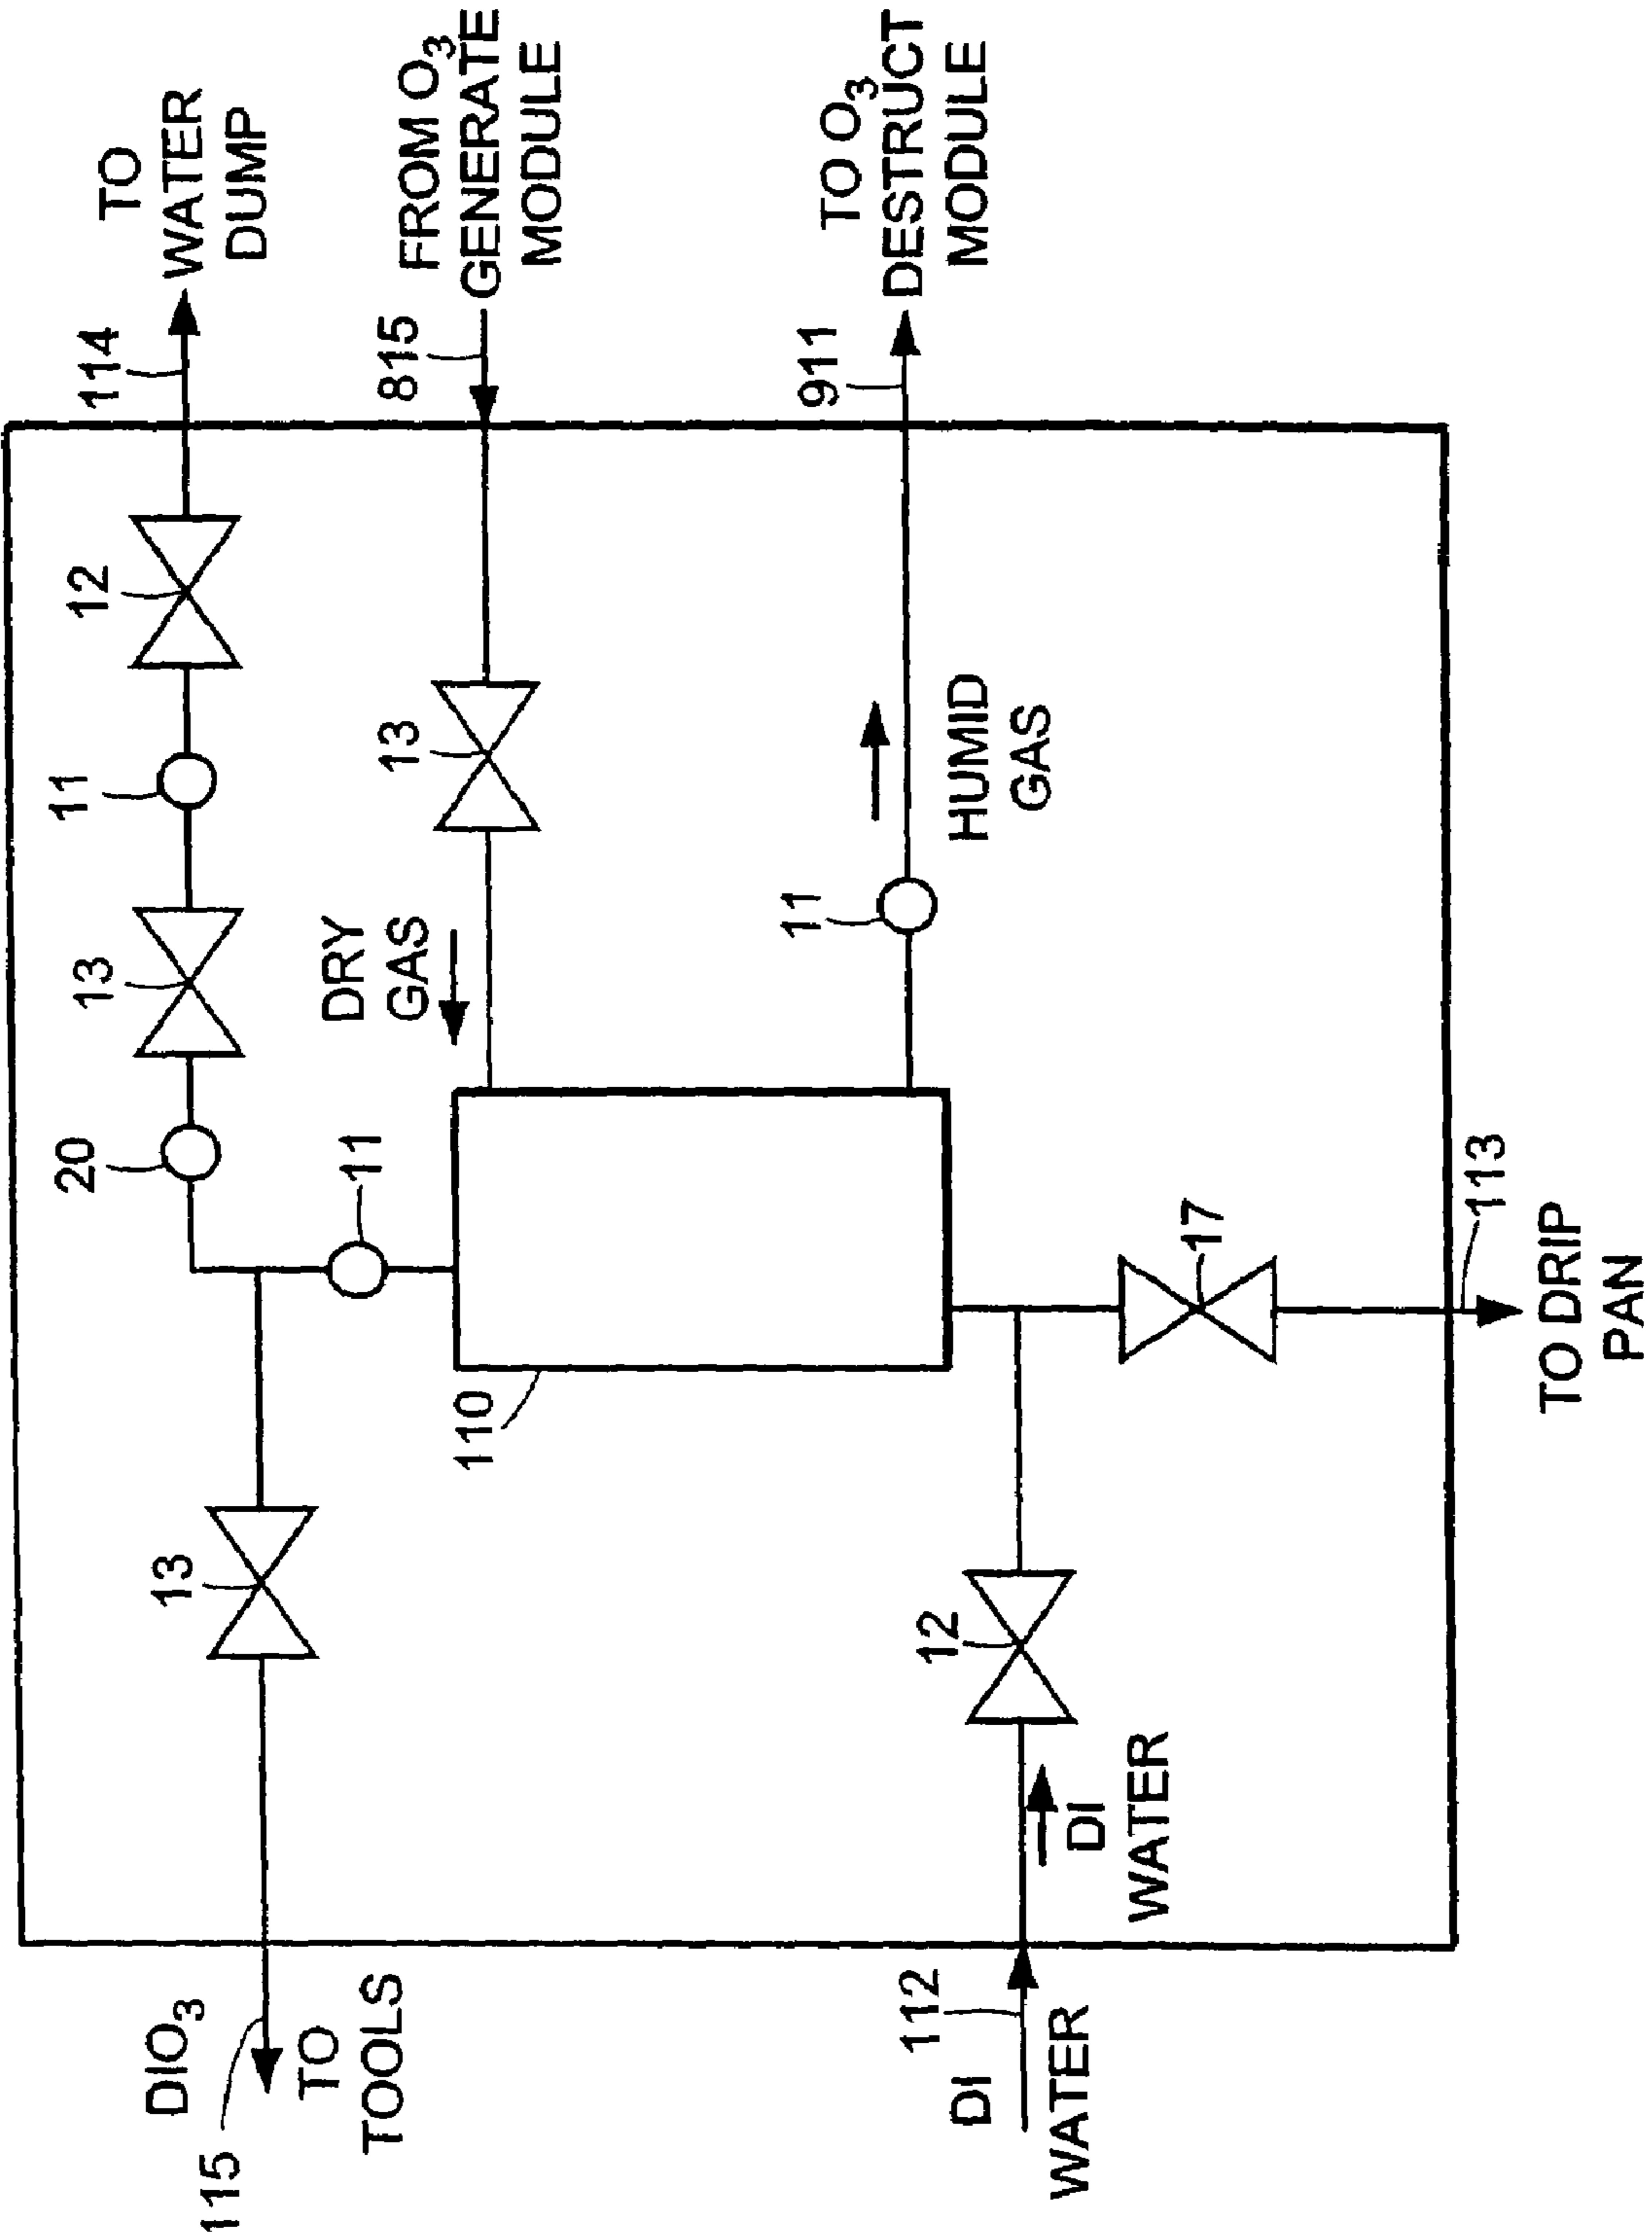 DIO3
115
TO
TOOLS
13
20
13
11
12
114
TO
WATER
DUMP
11
DRY
GAS
13
815
FROM O3
GENERATE
MODULE
110
11
HUMID
GAS
911
TO O3
DESTRUCT
MODULE
112
DI
WATER
DI
WATER
12
17
113
TO DRIP
PAN